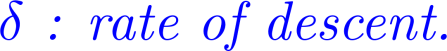 δ : rate of descent.